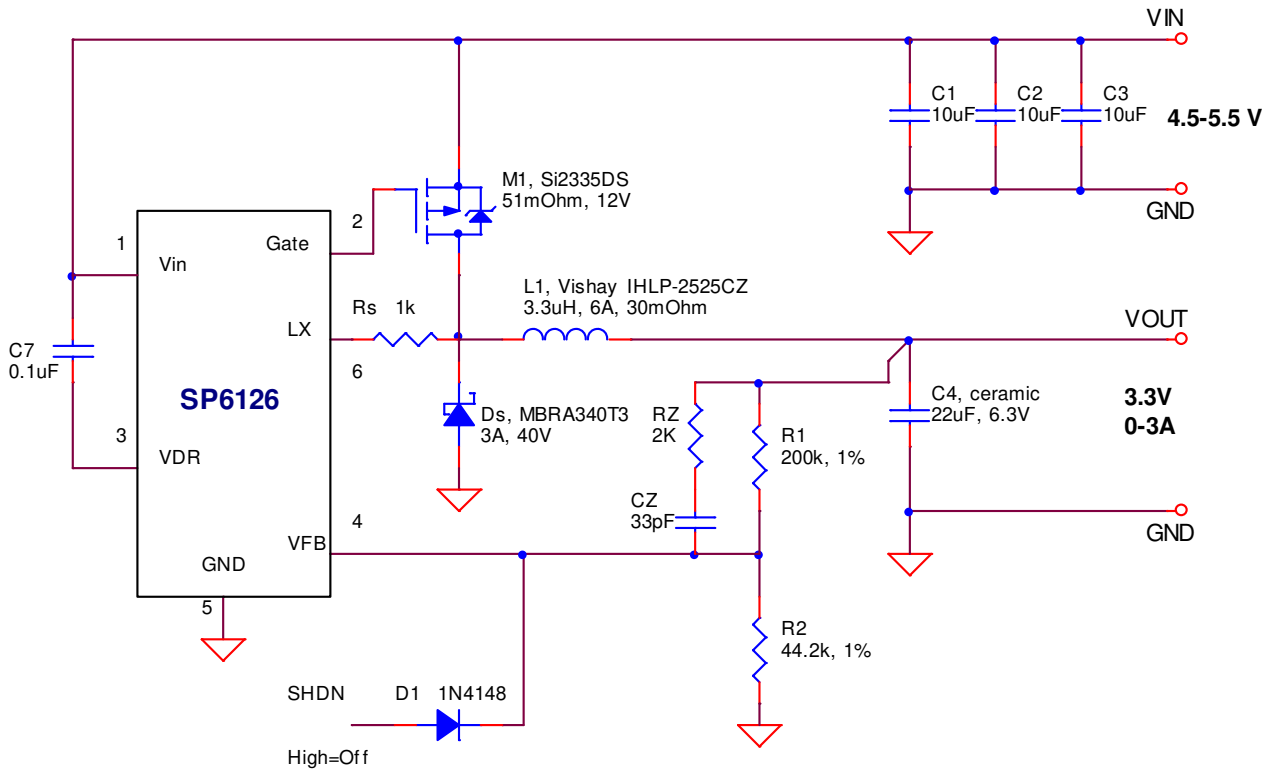 VIN
C1
10uF
C2
10uF
C3
10uF
4.5-5.5 V
GND
M1, Si2335DS
51mOhm, 12V
2
Gate
1
Vin
L1, Vishay IHLP-2525CZ
3.3uH, 6A, 30mOhm
Rs 1k
LX
6
VOUT
C7
0.1uF
SP6126
Ds, MBRA340T3
3A, 40V
RZ
2K
R1
200k, 1%
C4, ceramic
22uF, 6.3V
3.3V
0-3A
3
VDR
CZ
33pF
4
VFB
GND
GND
5
R2
44.2k, 1%
SHDN D1 1N4148
High=Off